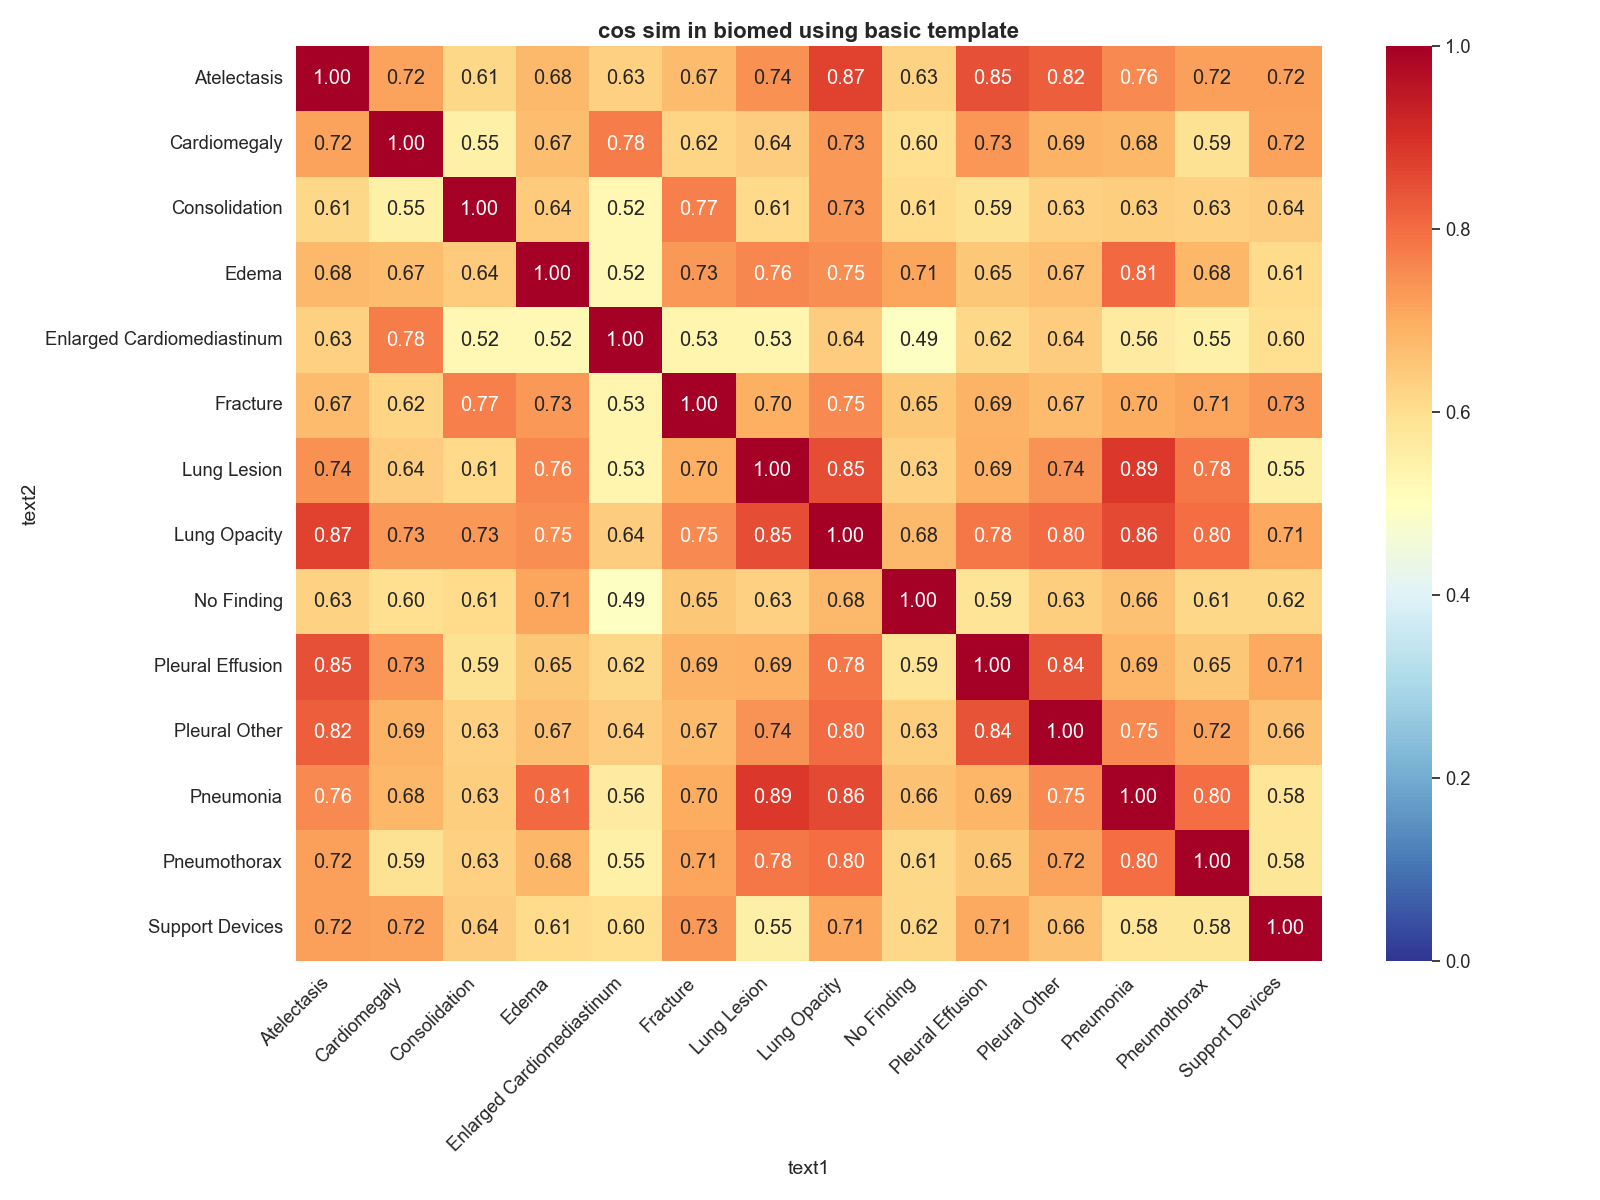 cos sim in biomed using basic template
Atelectasis 1.00 0.72 0.61 0.68 0.63 0.67 0.74 0.87 0.63 0.85 0.82 0.76 0.72 0.72
Cardiomegaly 0.72 1.00 0.55 0.67 0.78 0.62 0.64 0.73 0.60 0.73 0.69 0.68 0.59 0.72
Consolidation 0.61 0.55 1.00 0.64 0.52 0.77 0.61 0.73 0.61 0.59 0.63 0.63 0.63 0.64
Edema 0.68 0.67 0.64 1.00 0.52 0.73 0.76 0.75 0.71 0.65 0.67 0.81 0.68 0.61
Enlarged Cardiomediastinum 0.63 0.78 0.52 0.52 1.00 0.53 0.53 0.64 0.49 0.62 0.64 0.56 0.55 0.60
Fracture 0.67 0.62 0.77 0.73 0.53 1.00 0.70 0.75 0.65 0.69 0.67 0.70 0.71 0.73
Lung Lesion 0.74 0.64 0.61 0.76 0.53 0.70 1.00 0.85 0.63 0.69 0.74 0.89 0.78 0.55
Lung Opacity 0.87 0.73 0.73 0.75 0.64 0.75 0.85 1.00 0.68 0.78 0.80 0.86 0.80 0.71
No Finding 0.63 0.60 0.61 0.71 0.49 0.65 0.63 0.68 1.00 0.59 0.63 0.66 0.61 0.62
Pleural Effusion 0.85 0.73 0.59 0.65 0.62 0.69 0.69 0.78 0.59 1.00 0.84 0.69 0.65 0.71
Pleural Other 0.82 0.69 0.63 0.67 0.64 0.67 0.74 0.80 0.63 0.84 1.00 0.75 0.72 0.66
Pneumonia 0.76 0.68 0.63 0.81 0.56 0.70 0.89 0.86 0.66 0.69 0.75 1.00 0.80 0.58
Pneumothorax 0.72 0.59 0.63 0.68 0.55 0.71 0.78 0.80 0.61 0.65 0.72 0.80 1.00 0.58
Support Devices 0.72 0.72 0.64 0.61 0.60 0.73 0.55 0.71 0.62 0.71 0.66 0.58 0.58 1.00
Atelectasis
Cardiomegaly
Consolidation
Edema
Enlarged Cardiomediastinum
Fracture
Lung Lesion
Lung Opacity
No Finding
Pleural Effusion
Pleural Other
Pneumonia
Pneumothorax
Support Devices
text1
text2
1.0
0.8
0.6
0.4
0.2
0.0